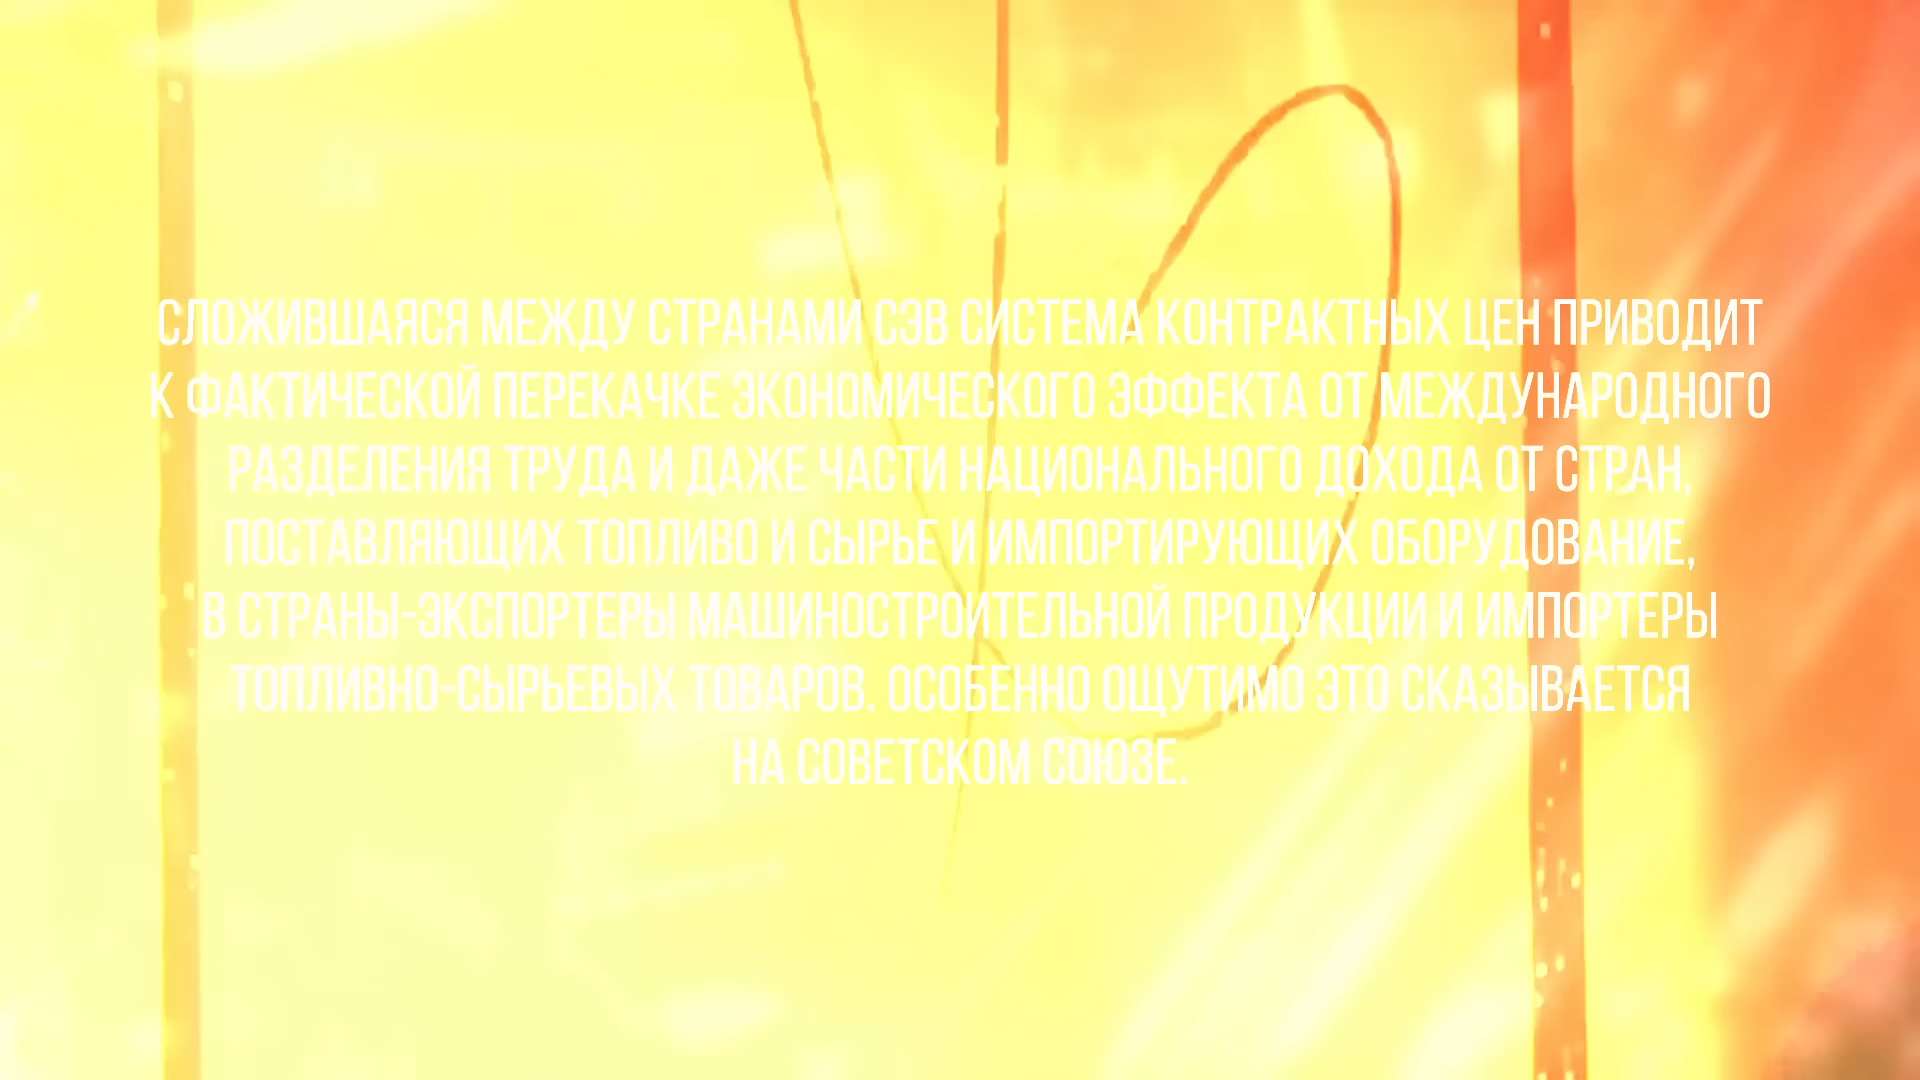 СЛОЖИВШАЯСЯ МЕЖДУ СТРАНАМИ СЭВ СИСТЕМА КОНТРАКТНЫХ ЦЕН ПРИВОДИТ
К ФАКТИЧЕСКОЙ ПЕРЕКАЧКЕ ЭКОНОМИЧЕСКОГО ЭФФЕКТА ОТ МЕЖДУНАРОДНОГО
РАЗДЕЛЕНИЯ ТРУДА И ДАЖЕ ЧАСТИ НАЦИОНАЛЬНОГО ДОХОДА ОТ СТРАН,
ПОСТАВЛЯЮЩИХ ТОПЛИВО И СЫРЬЕ И ИМПОРТИРУЮЩИХ ОБОРУДОВАНИЕ,
В СТРАНЫ-ЭКСПОРТЕРЫ МАШИНОСТРОИТЕЛЬНОЙ ПРОДУКЦИИ И ИМПОРТЕРЫ
ТОПЛИВНО-СЫРЬЕВЫХ ТОВАРОВ. ОСОБЕННО ОЩУТИМО ЭТО СКАЗЫВАЕТСЯ
НА СОВЕТСКОМ СОЮЗЕ.